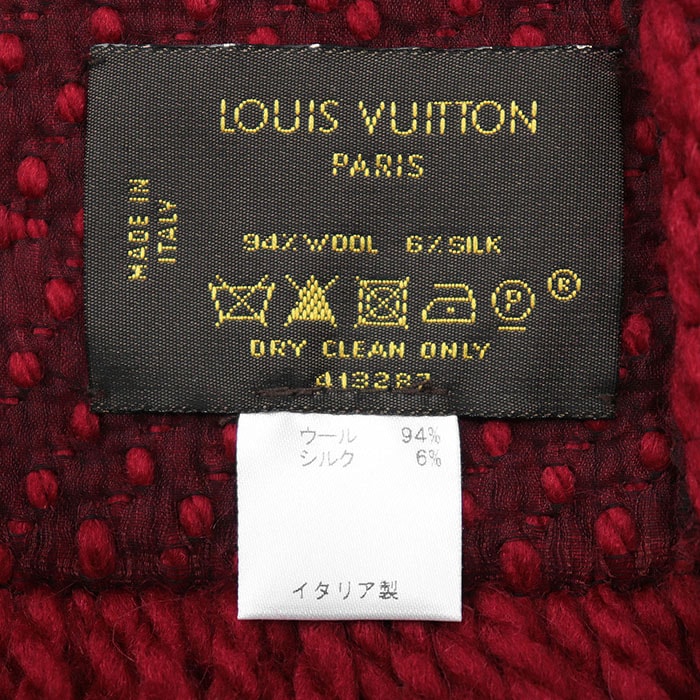 LOUIS VUITTON
PARIS
MADE IN
ITALY
94%WOOL 6%SILK
P
®
DRY CLEAN ONLY
413287
ウール 94%
シルク 6%
イタリア製